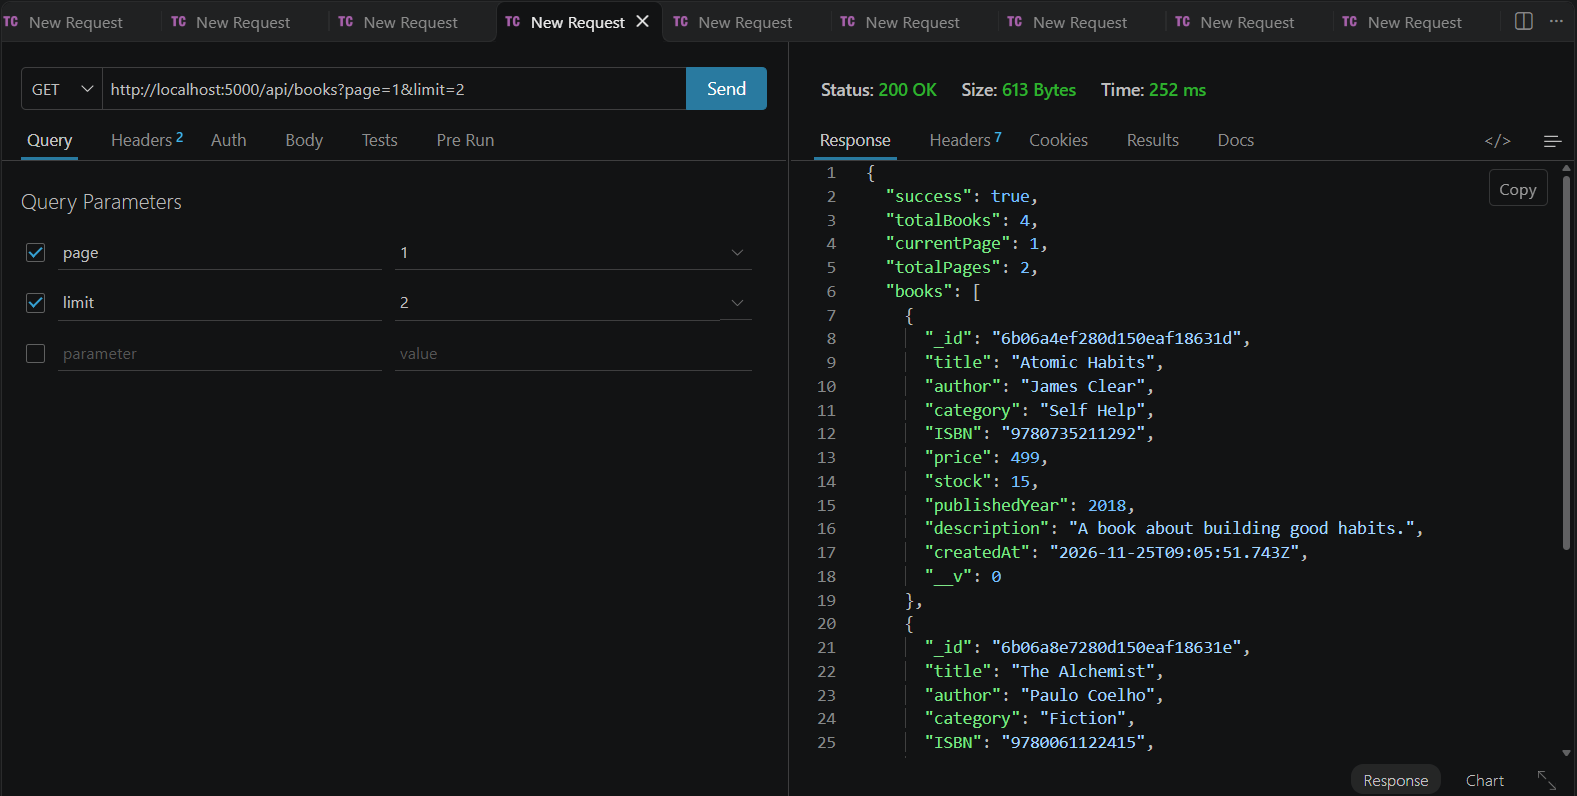 TC New Request TC New Request TC New Request TC New Request TC New Request TC New Request TC New Request TC New Request TC New Request
GET http://localhost:5000/api/books?page=1&limit=2 Send
Query Headers 2 Auth Body Tests Pre Run
Query Parameters
page 1
limit 2
parameter value
Status: 200 OK Size: 613 Bytes Time: 252 ms
Response Headers 7 Cookies Results Docs </>
Copy
1 {
2 "success": true,
3 "totalBooks": 4,
4 "currentPage": 1,
5 "totalPages": 2,
6 "books": [
7 {
8 "_id": "6b06a4ef280d150eaf18631d",
9 "title": "Atomic Habits",
10 "author": "James Clear",
11 "category": "Self Help",
12 "ISBN": "9780735211292",
13 "price": 499,
14 "stock": 15,
15 "publishedYear": 2018,
16 "description": "A book about building good habits.",
17 "createdAt": "2026-11-25T09:05:51.743Z",
18 "__v": 0
19 },
20 {
21 "_id": "6b06a8e7280d150eaf18631e",
22 "title": "The Alchemist",
23 "author": "Paulo Coelho",
24 "category": "Fiction",
25 "ISBN": "9780061122415",
Response Chart